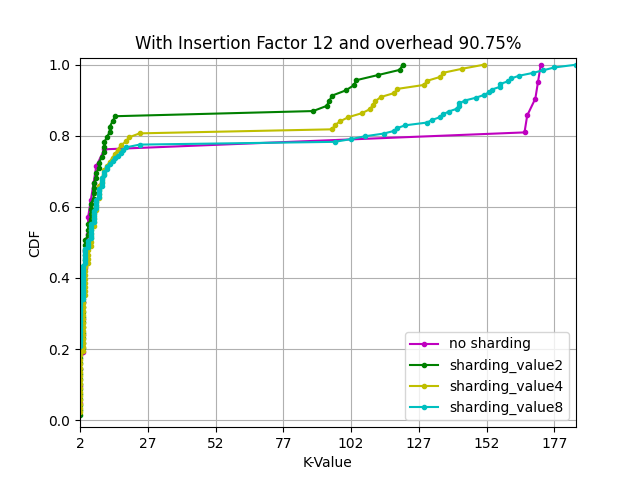 With Insertion Factor 12 and overhead 90.75%
1.0
0.8
0.6
0.4
0.2
0.0
CDF
2 27 52 77 102 127 152 177
K-Value
no sharding
sharding_value2
sharding_value4
sharding_value8